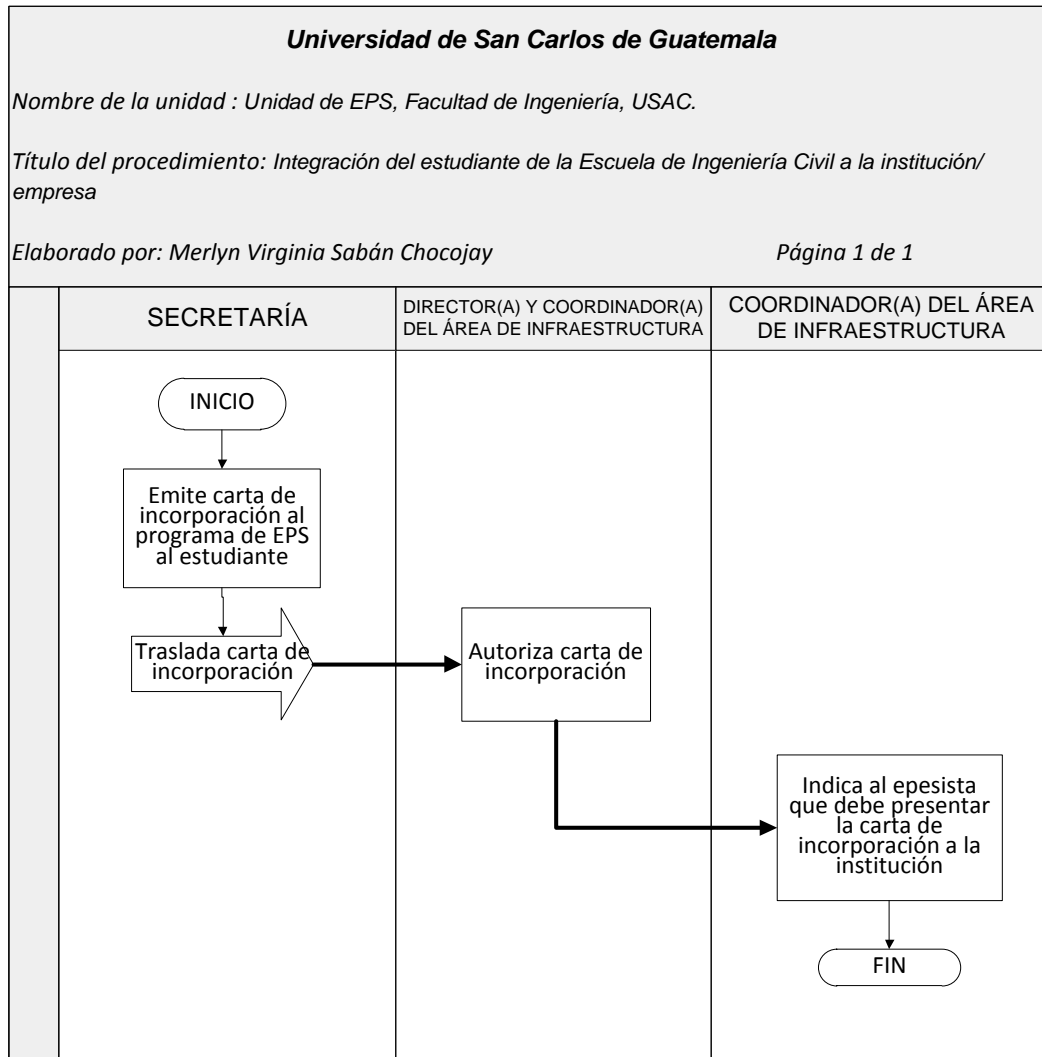 Universidad de San Carlos de Guatemala
Nombre de la unidad : Unidad de EPS, Facultad de Ingeniería, USAC.
Título del procedimiento: Integración del estudiante de la Escuela de Ingeniería Civil a la institución/
empresa
Elaborado por: Merlyn Virginia Sabán Chocojay Página 1 de 1
SECRETARÍA
DIRECTOR(A) Y COORDINADOR(A)
DEL ÁREA DE INFRAESTRUCTURA
COORDINADOR(A) DEL ÁREA
DE INFRAESTRUCTURA
INICIO
Emite carta de
incorporación al
programa de EPS
al estudiante
Traslada carta de
incorporación
Autoriza carta de
incorporación
Indica al epesista
que debe presentar
la carta de
incorporación a la
institución
FIN